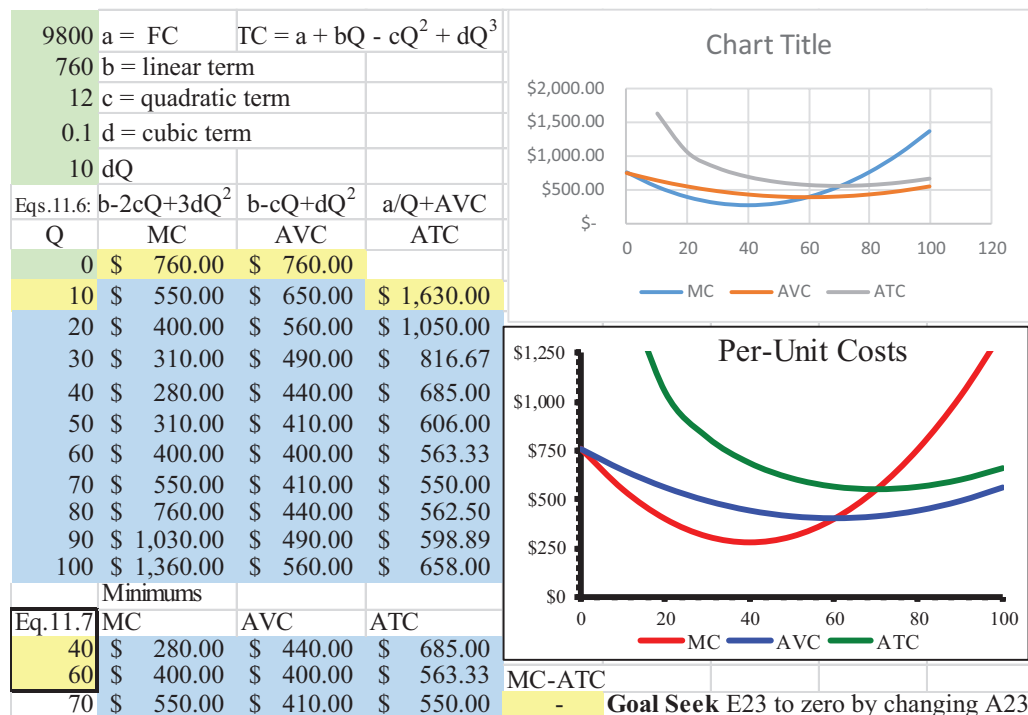 9800 a = FC TC = a + bQ - cQ² + dQ³
760 b = linear term
12 c = quadratic term
0.1 d = cubic term
10 dQ
Eqs.11.6: b-2cQ+3dQ² b-cQ+dQ² a/Q+AVC
Q MC AVC ATC
0 $ 760.00 $ 760.00
10 $ 550.00 $ 650.00 $ 1,630.00
20 $ 400.00 $ 560.00 $ 1,050.00
30 $ 310.00 $ 490.00 $ 816.67
40 $ 280.00 $ 440.00 $ 685.00
50 $ 310.00 $ 410.00 $ 606.00
60 $ 400.00 $ 400.00 $ 563.33
70 $ 550.00 $ 410.00 $ 550.00
80 $ 760.00 $ 440.00 $ 562.50
90 $ 1,030.00 $ 490.00 $ 598.89
100 $ 1,360.00 $ 560.00 $ 658.00
Minimums
Eq.11.7 MC AVC ATC
40 $ 280.00 $ 440.00 $ 685.00
60 $ 400.00 $ 400.00 $ 563.33
70 $ 550.00 $ 410.00 $ 550.00
Chart Title
$2,000.00
$1,500.00
$1,000.00
$500.00
$-
0 20 40 60 80 100 120
MC AVC ATC
Per-Unit Costs
$1,250
$1,000
$750
$500
$250
$0
0 20 40 60 80 100
MC AVC ATC
MC-ATC
- Goal Seek E23 to zero by changing A23